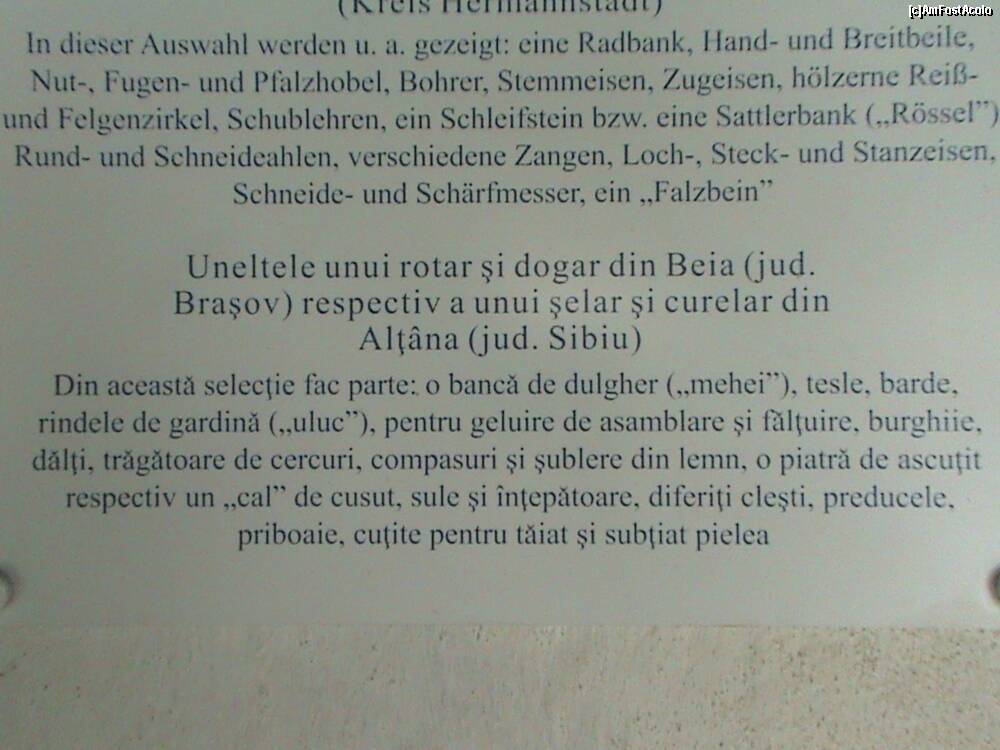 [c]AmFostAcolo
(Kreis Hermannstadt)
In dieser Auswahl werden u. a. gezeigt: eine Radbank, Hand- und Breitbeile,
Nut-, Fugen- und Pfalzhobel, Bohrer, Stemmeisen, Zugeisen, hölzerne Reiß-
und Felgenzirkel, Schublehren, ein Schleifstein bzw. eine Sattlerbank („Rössel”)
Rund- und Schneideahlen, verschiedene Zangen, Loch-, Steck- und Stanzeisen,
Schneide- und Schärfmesser, ein „Falzbein”
Uneltele unui rotar şi dogar din Beia (jud.
Braşov) respectiv a unui şelar şi curelar din
Alţâna (jud. Sibiu)
Din această selecţie fac parte: o bancă de dulgher („mehei”), tesle, barde,
rindele de gardină („uluc”), pentru geluire de asamblare şi fălţuire, burghiie,
dălţi, trăgătoare de cercuri, compasuri şi şublere din lemn, o piatră de ascuţit
respectiv un „cal” de cusut, sule şi înţepătoare, diferiţi cleşti, preducele,
priboaie, cuţite pentru tăiat şi subţiat pielea